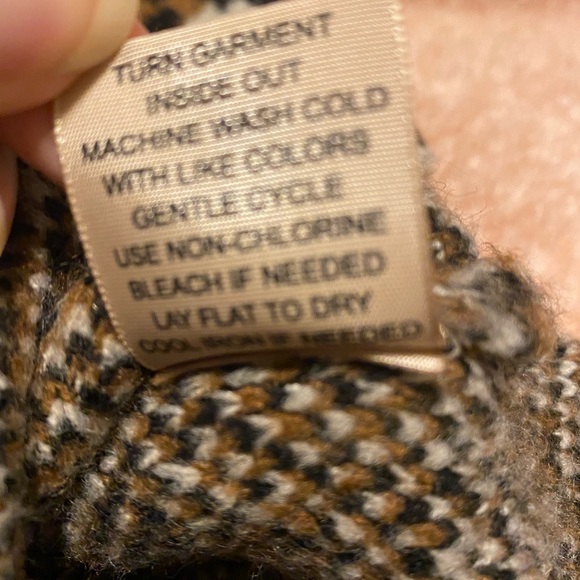 TURN GARMENT
INSIDE OUT
MACHINE WASH COLD
WITH LIKE COLORS
GENTLE CYCLE
USE NON-CHLORINE
BLEACH IF NEEDED
LAY FLAT TO DRY
COOL IRON IF NEEDED